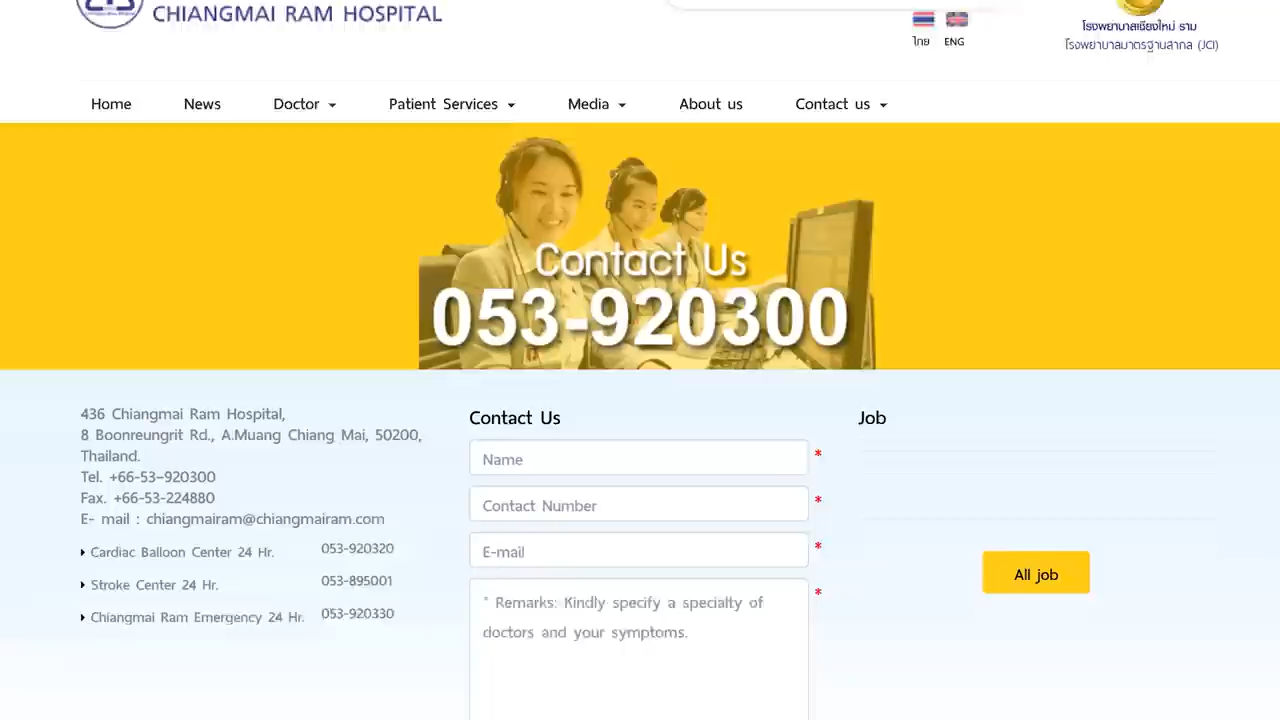 CHIANGMAI RAM HOSPITAL
ไทย ENG
โรงพยาบาลเชียงใหม่ ราม
โรงพยาบาลมาตรฐานสากล (JCI)
Home News Doctor Patient Services Media About us Contact us
Contact Us
053-920300
436 Chiangmai Ram Hospital,
8 Boonreungrit Rd., A.Muang Chiang Mai, 50200,
Thailand.
Tel. +66-53-920300
Fax. +66-53-224880
E- mail : chiangmairam@chiangmairam.com
Cardiac Balloon Center 24 Hr. 053-920320
Stroke Center 24 Hr. 053-895001
Chiangmai Ram Emergency 24 Hr. 053-920330
Contact Us
Name *
Contact Number *
E-mail *
* Remarks: Kindly specify a specialty of *
doctors and your symptoms.
Job
All job